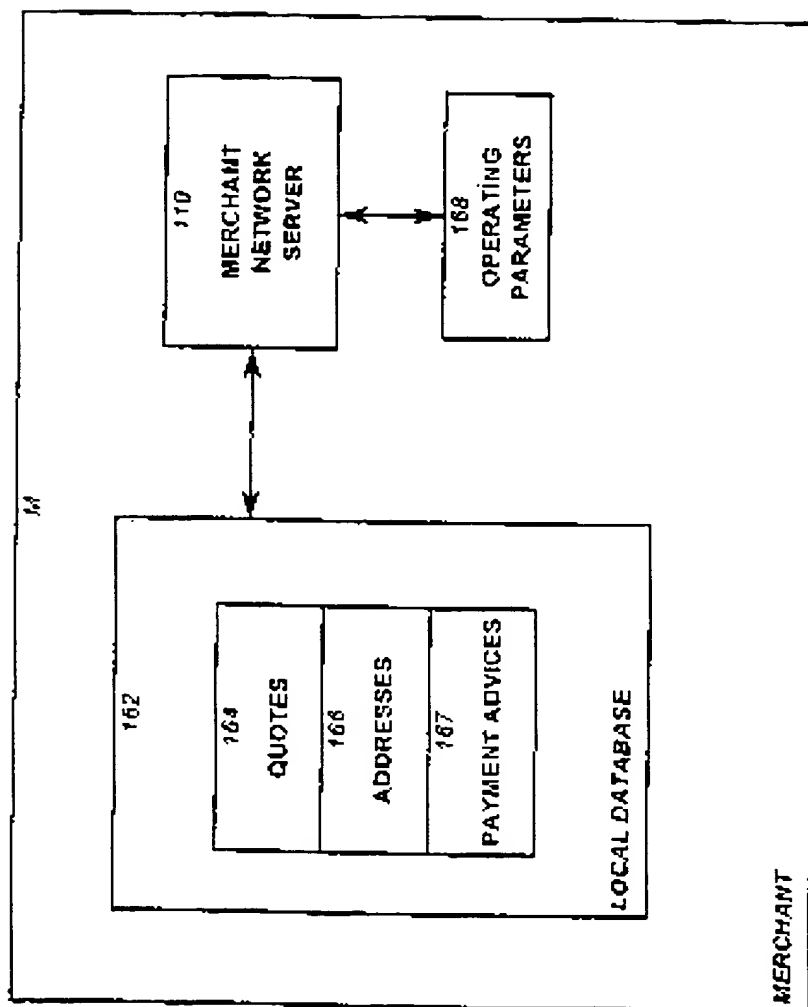 M
162
164
QUOTES
166
ADDRESSES
167
PAYMENT ADVICES
LOCAL DATABASE
110
MERCHANT
NETWORK
SERVER
168
OPERATING
PARAMETERS
MERCHANT